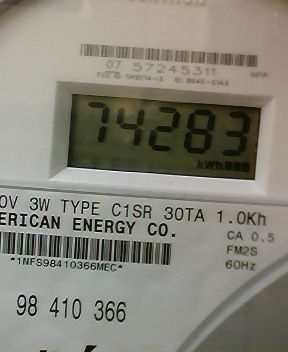 07 57245311
74283
kWh
0V 3W TYPE C1SR 30TA 1.0Kh
ERICAN ENERGY CO.
CA 0.5
FM2S
*1NFS98410366MEC*
60Hz
98 410 366